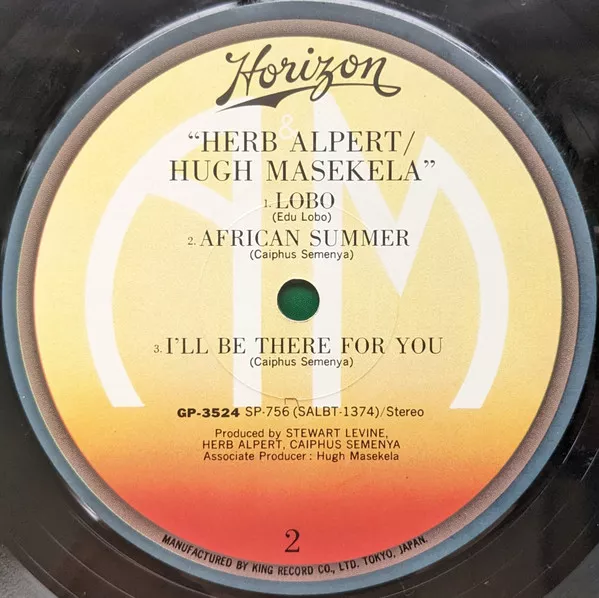 Horizon
A&M
"HERB ALPERT/
HUGH MASEKELA"
1. LOBO
(Edu Lobo)
2. AFRICAN SUMMER
(Caiphus Semenya)
3. I'LL BE THERE FOR YOU
(Caiphus Semenya)
GP-3524 SP-756 (SALBT-1374)/Stereo
Produced by STEWART LEVINE,
HERB ALPERT, CAIPHUS SEMENYA
Associate Producer : Hugh Masekela
2
MANUFACTURED BY KING RECORD CO., LTD. TOKYO, JAPAN.